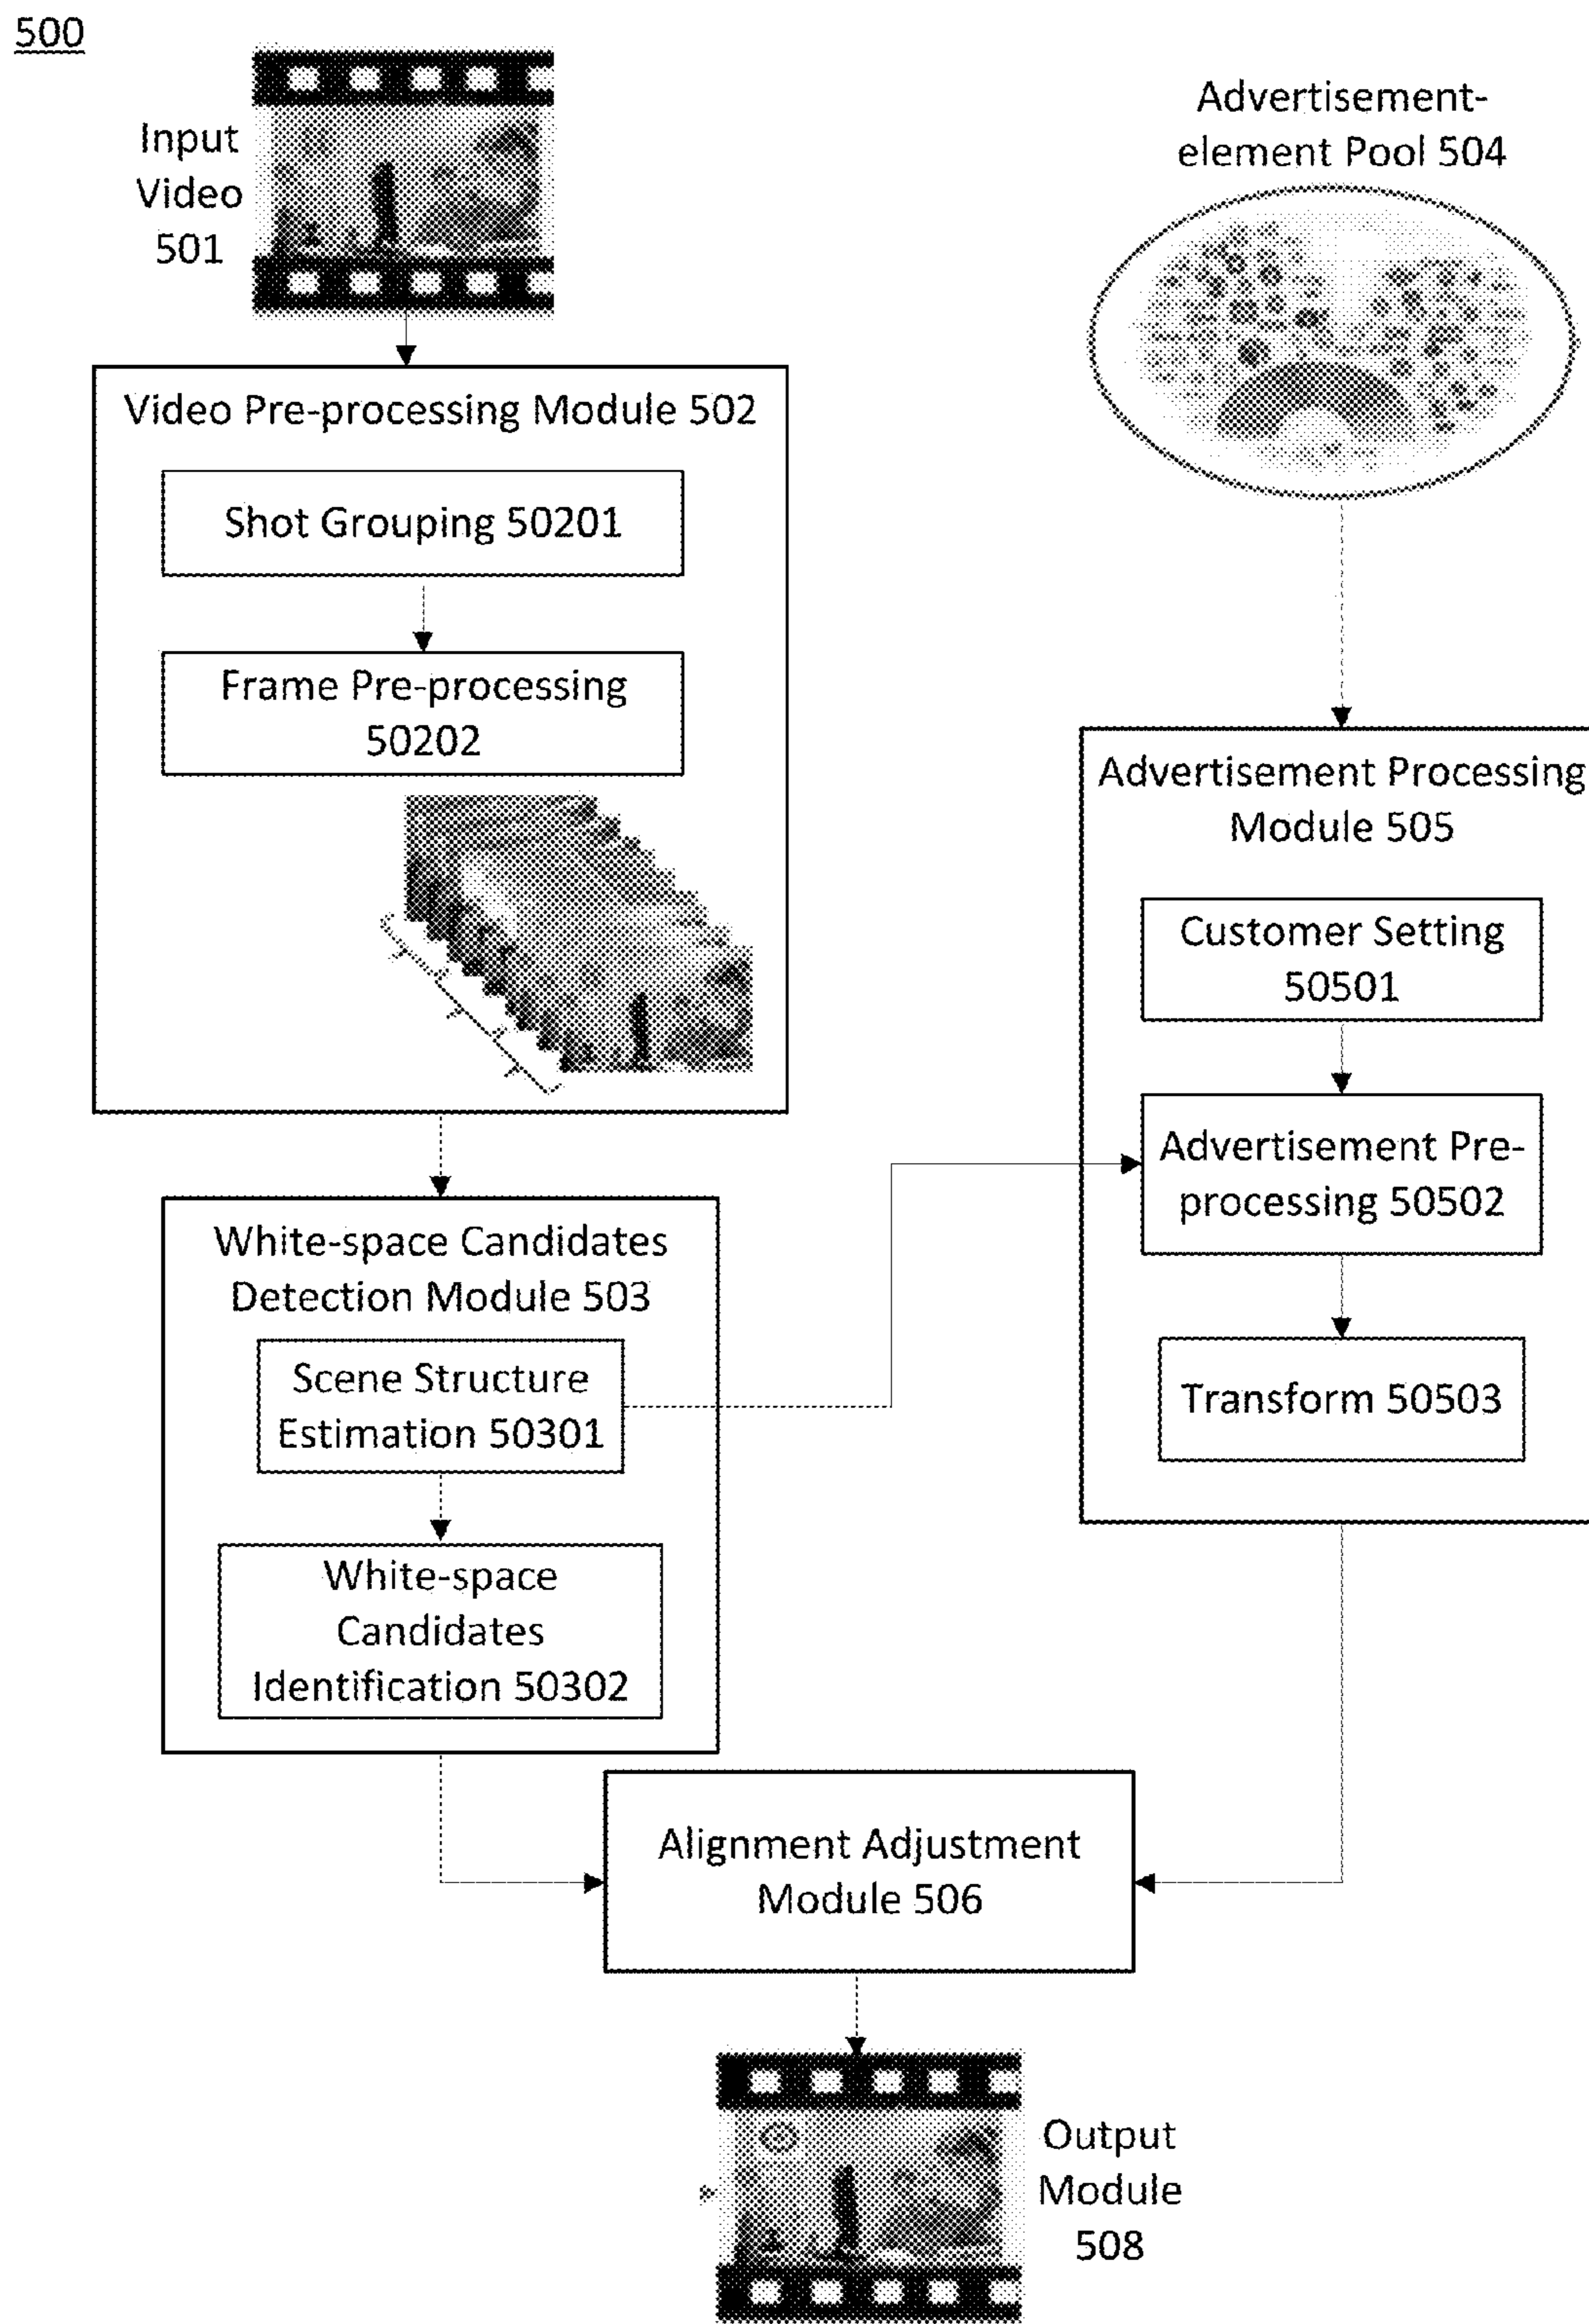 500
Input
Video
501
Advertisement-
element Pool 504
Video Pre-processing Module 502
Shot Grouping 50201
Frame Pre-processing
50202
Advertisement Processing
Module 505
Customer Setting
50501
Advertisement Pre-
processing 50502
Transform 50503
White-space Candidates
Detection Module 503
Scene Structure
Estimation 50301
White-space
Candidates
Identification 50302
Alignment Adjustment
Module 506
Output
Module
508